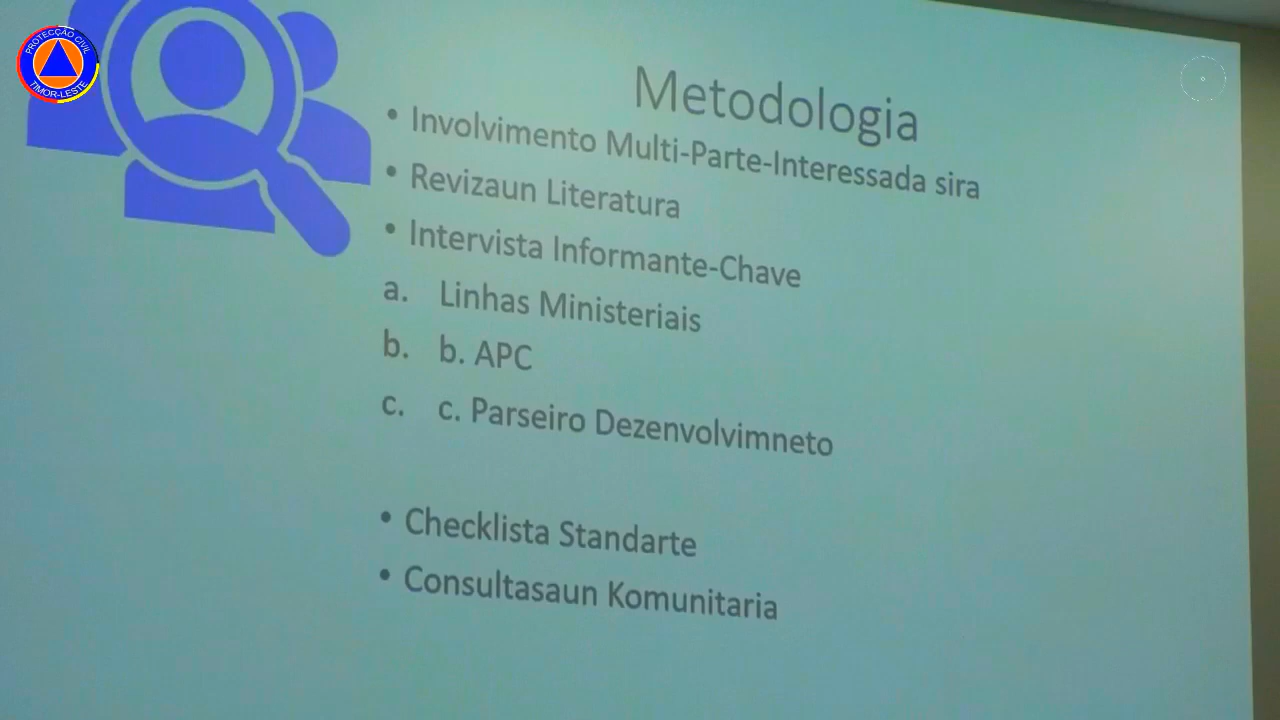 PROTECÇÃO CIVIL
TIMOR-LESTE
Metodologia
• Involvimento Multi-Parte-Interessada sira
• Revizaun Literatura
• Intervista Informante-Chave
a. Linhas Ministeriais
b. b. APC
c. c. Parseiro Dezenvolvimneto
• Checklista Standarte
• Consultasaun Komunitaria